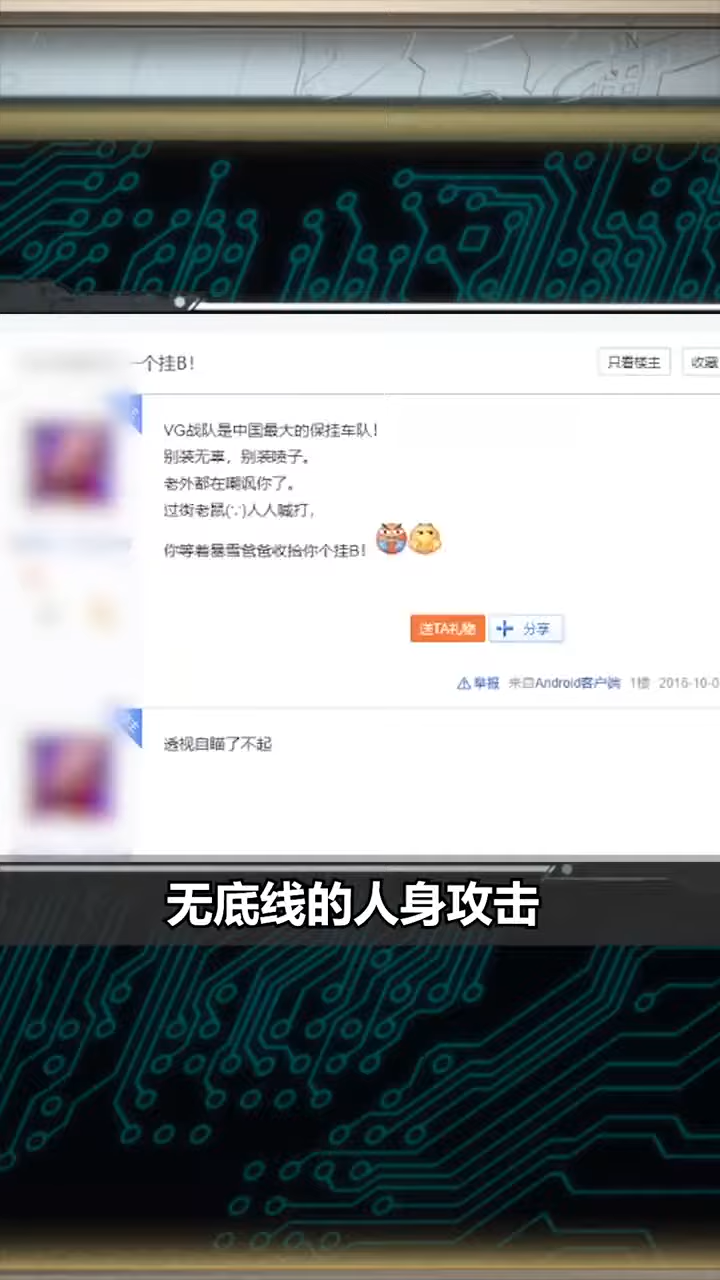 一个挂B！
只看楼主
收藏
VG战队是中国最大的保挂车队！
别装无辜，别装喷子。
老外都在嘲讽你了。
过街老鼠(∵)人人喊打，
你等着暴雪爸爸收拾你个挂B！
送TA礼物
分享
举报 来自Android客户端 1楼 2016-10-0
透视自瞄了不起
无底线的人身攻击